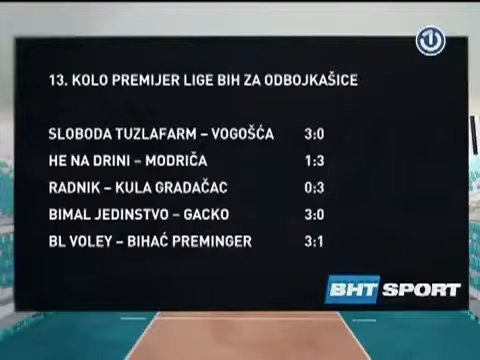 13. KOLO PREMIJER LIGE BIH ZA ODBOJKAŠICE
SLOBODA TUZLAFARM – VOGOŠĆA 3:0
HE NA DRINI – MODRIČA 1:3
RADNIK – KULA GRADAČAC 0:3
BIMAL JEDINSTVO – GACKO 3:0
BL VOLEY – BIHAĆ PREMINGER 3:1
BHT SPORT